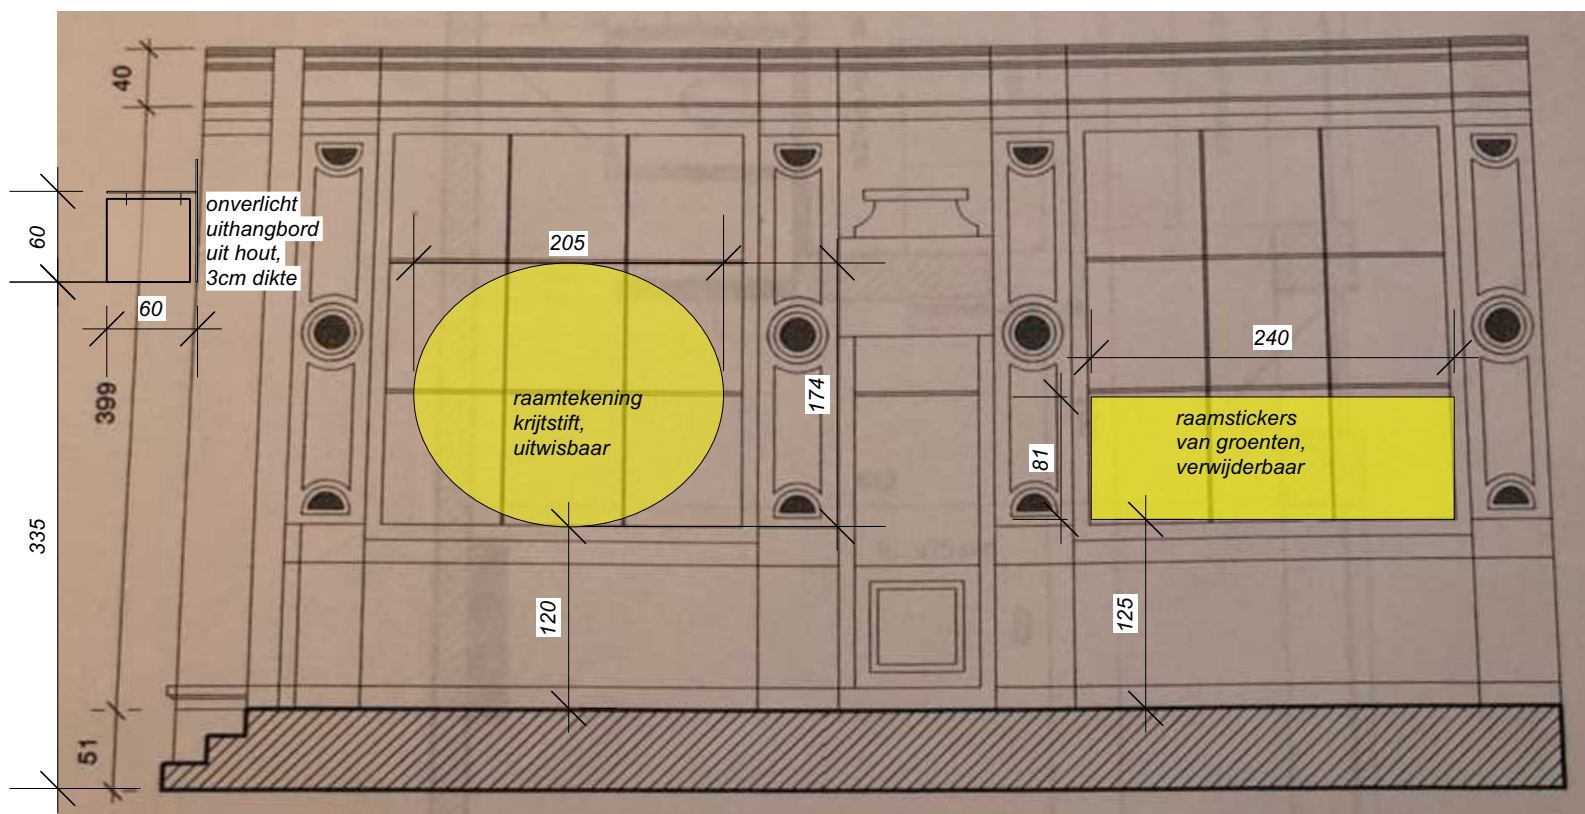 40
onverlicht
uithangbord
uit hout,
3cm dikte
60
60
205
240
399
raamtekening
krijtstift,
uitwisbaar
174
raamstickers
van groenten,
verwijderbaar
81
335
120
125
51